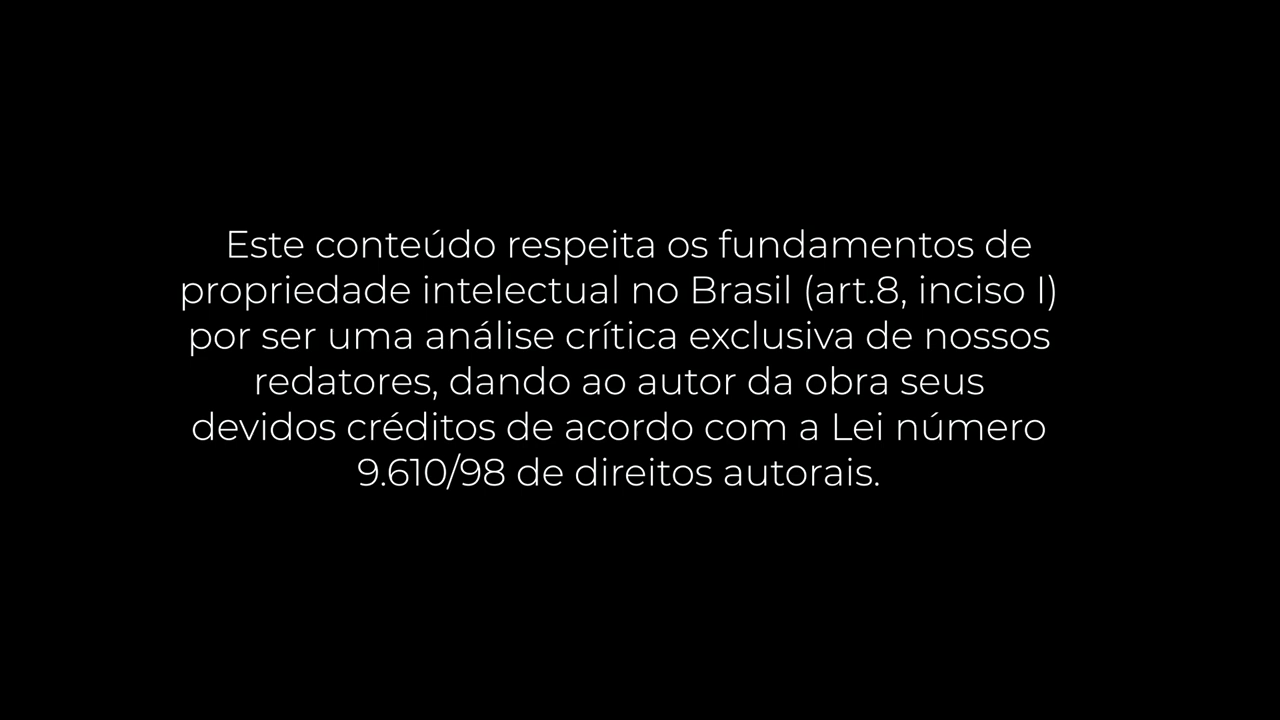 Este conteúdo respeita os fundamentos de
propriedade intelectual no Brasil (art.8, inciso I)
por ser uma análise crítica exclusiva de nossos
redatores, dando ao autor da obra seus
devidos créditos de acordo com a Lei número
9.610/98 de direitos autorais.